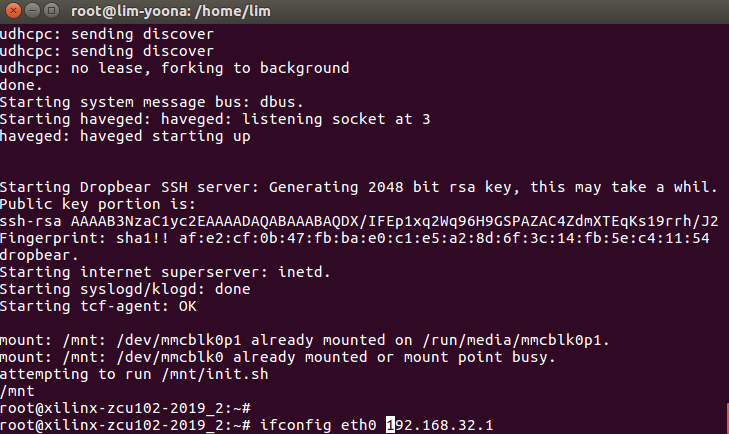 root@lim-yoona: /home/lim
udhcpc: sending discover
udhcpc: sending discover
udhcpc: no lease, forking to background
done.
Starting system message bus: dbus.
Starting haveged: haveged: listening socket at 3
haveged: haveged starting up
Starting Dropbear SSH server: Generating 2048 bit rsa key, this may take a whil.
Public key portion is:
ssh-rsa AAAAB3NzaC1yc2EAAAADAQABAAABAQDX/IFEp1xq2Wq96H9GSPAZAC4ZdmXTEqKs19rrh/J2
Fingerprint: sha1!! af:e2:cf:0b:47:fb:ba:e0:c1:e5:a2:8d:6f:3c:14:fb:5e:c4:11:54
dropbear.
Starting internet superserver: inetd.
Starting syslogd/klogd: done
Starting tcf-agent: OK
mount: /mnt: /dev/mmcblk0p1 already mounted on /run/media/mmcblk0p1.
mount: /mnt: /dev/mmcblk0 already mounted or mount point busy.
attempting to run /mnt/init.sh
/mnt
root@xilinx-zcu102-2019_2:~#
root@xilinx-zcu102-2019_2:~# ifconfig eth0 192.168.32.1